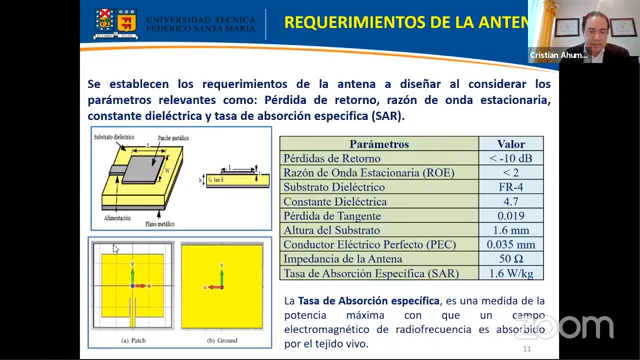 UNIVERSIDAD TECNICA
FEDERICO SANTA MARIA
REQUERIMIENTOS DE LA ANTEN
Cristian Ahum...
Se establecen los requerimientos de la antena a diseñar al considerar los
parámetros relevantes como: Pérdida de retorno, razón de onda estacionaria,
constante dieléctrica y tasa de absorción especifica (SAR).
Substrato dieléctrico
Parche metálico
L
W
Alimentación
Plano metálico
L
t
h
εr tan δ
(a) Patch
(b) Ground
Parámetros Valor
Pérdidas de Retorno < -10 dB
Razón de Onda Estacionaria (ROE) < 2
Substrato Dieléctrico FR-4
Constante Dieléctrica 4.7
Pérdida de Tangente 0.019
Altura del Substrato 1.6 mm
Conductor Eléctrico Perfecto (PEC) 0.035 mm
Impedancia de la Antena 50 Ω
Tasa de Absorción Específica (SAR) 1.6 W/kg
La Tasa de Absorción específica, es una medida de la
potencia máxima con que un campo
electromagnético de radiofrecuencia es absorbido
por el tejido vivo.
zoom
11